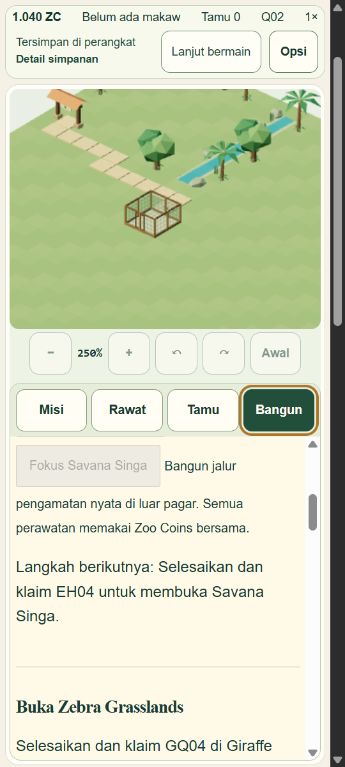 1.040 ZC Belum ada makaw Tamu 0 Q02 1×
Tersimpan di perangkat
Detail simpanan
Lanjut bermain
Opsi
− 250% + ↶ ↷ Awal
Misi Rawat Tamu Bangun
Fokus Savana Singa Bangun jalur
pengamatan nyata di luar pagar. Semua
perawatan memakai Zoo Coins bersama.
Langkah berikutnya: Selesaikan dan
klaim EH04 untuk membuka Savana
Singa.
Buka Zebra Grasslands
Selesaikan dan klaim GQ04 di Giraffe